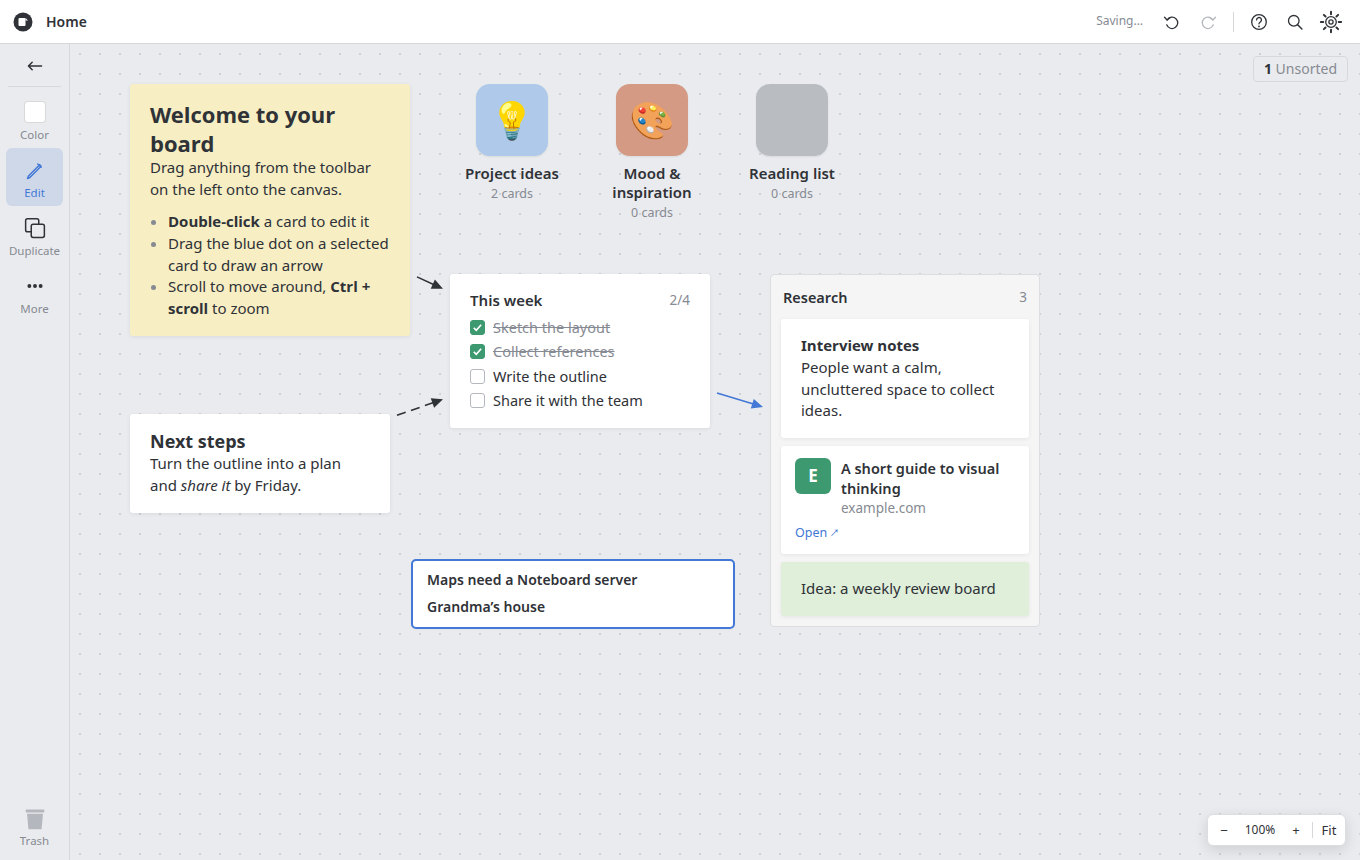 Home
Saving...
1 Unsorted
Color
Edit
Duplicate
More
Trash
Welcome to your
board
Drag anything from the toolbar
on the left onto the canvas.
Double-click a card to edit it
Drag the blue dot on a selected
card to draw an arrow
Scroll to move around, Ctrl +
scroll to zoom
Project ideas
2 cards
Mood &
inspiration
0 cards
Reading list
0 cards
This week
2/4
Sketch the layout
Collect references
Write the outline
Share it with the team
Research
3
Interview notes
People want a calm,
uncluttered space to collect
ideas.
E
A short guide to visual
thinking
example.com
Open ↗
Idea: a weekly review board
Next steps
Turn the outline into a plan
and share it by Friday.
Maps need a Noteboard server
Grandma’s house
− 100% + Fit